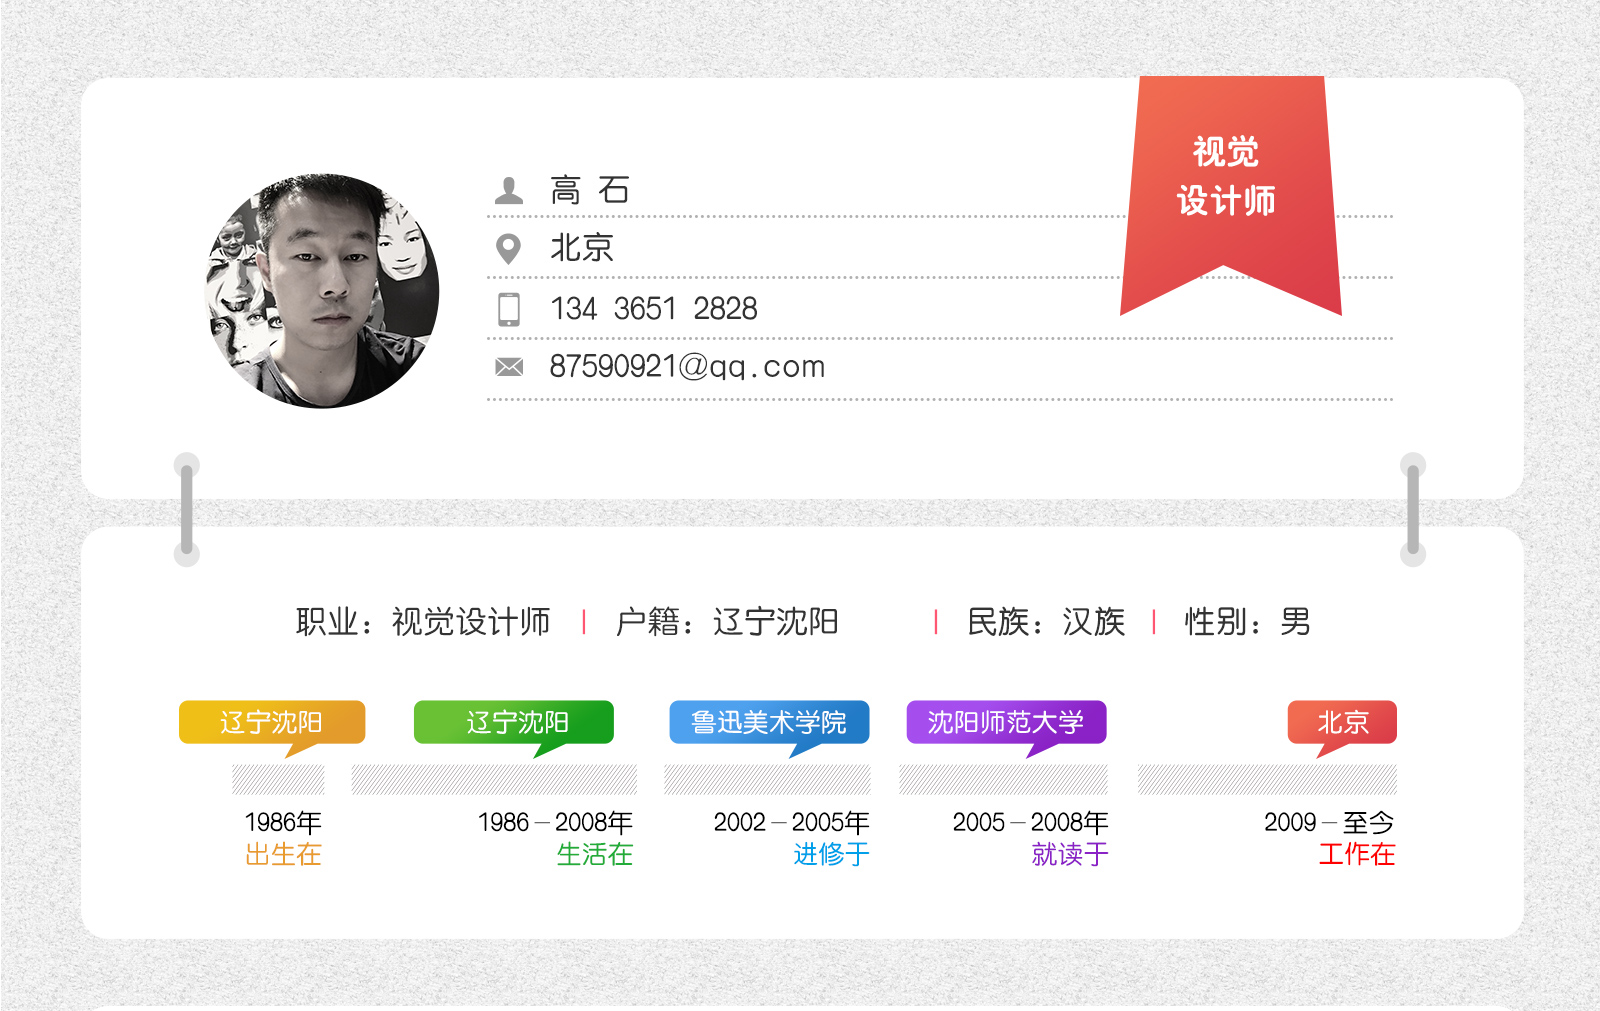 视觉
设计师
高 石
北京
134 3651 2828
87590921@qq.com
职业：视觉设计师 | 户籍：辽宁沈阳 | 民族：汉族 | 性别：男
辽宁沈阳
辽宁沈阳
鲁迅美术学院
沈阳师范大学
北京
1986年
出生在
1986－2008年
生活在
2002－2005年
进修于
2005－2008年
就读于
2009－至今
工作在